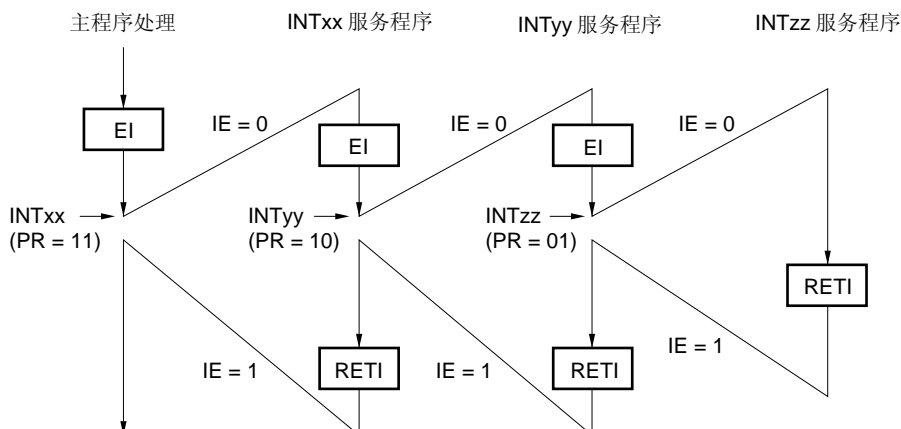 主程序处理 INTxx 服务程序 INTyy 服务程序 INTzz 服务程序
EI IE = 0 EI IE = 0 EI IE = 0
INTxx INTyy INTzz
(PR = 11) (PR = 10) (PR = 01)
RETI
IE = 1 RETI IE = 1 RETI IE = 1